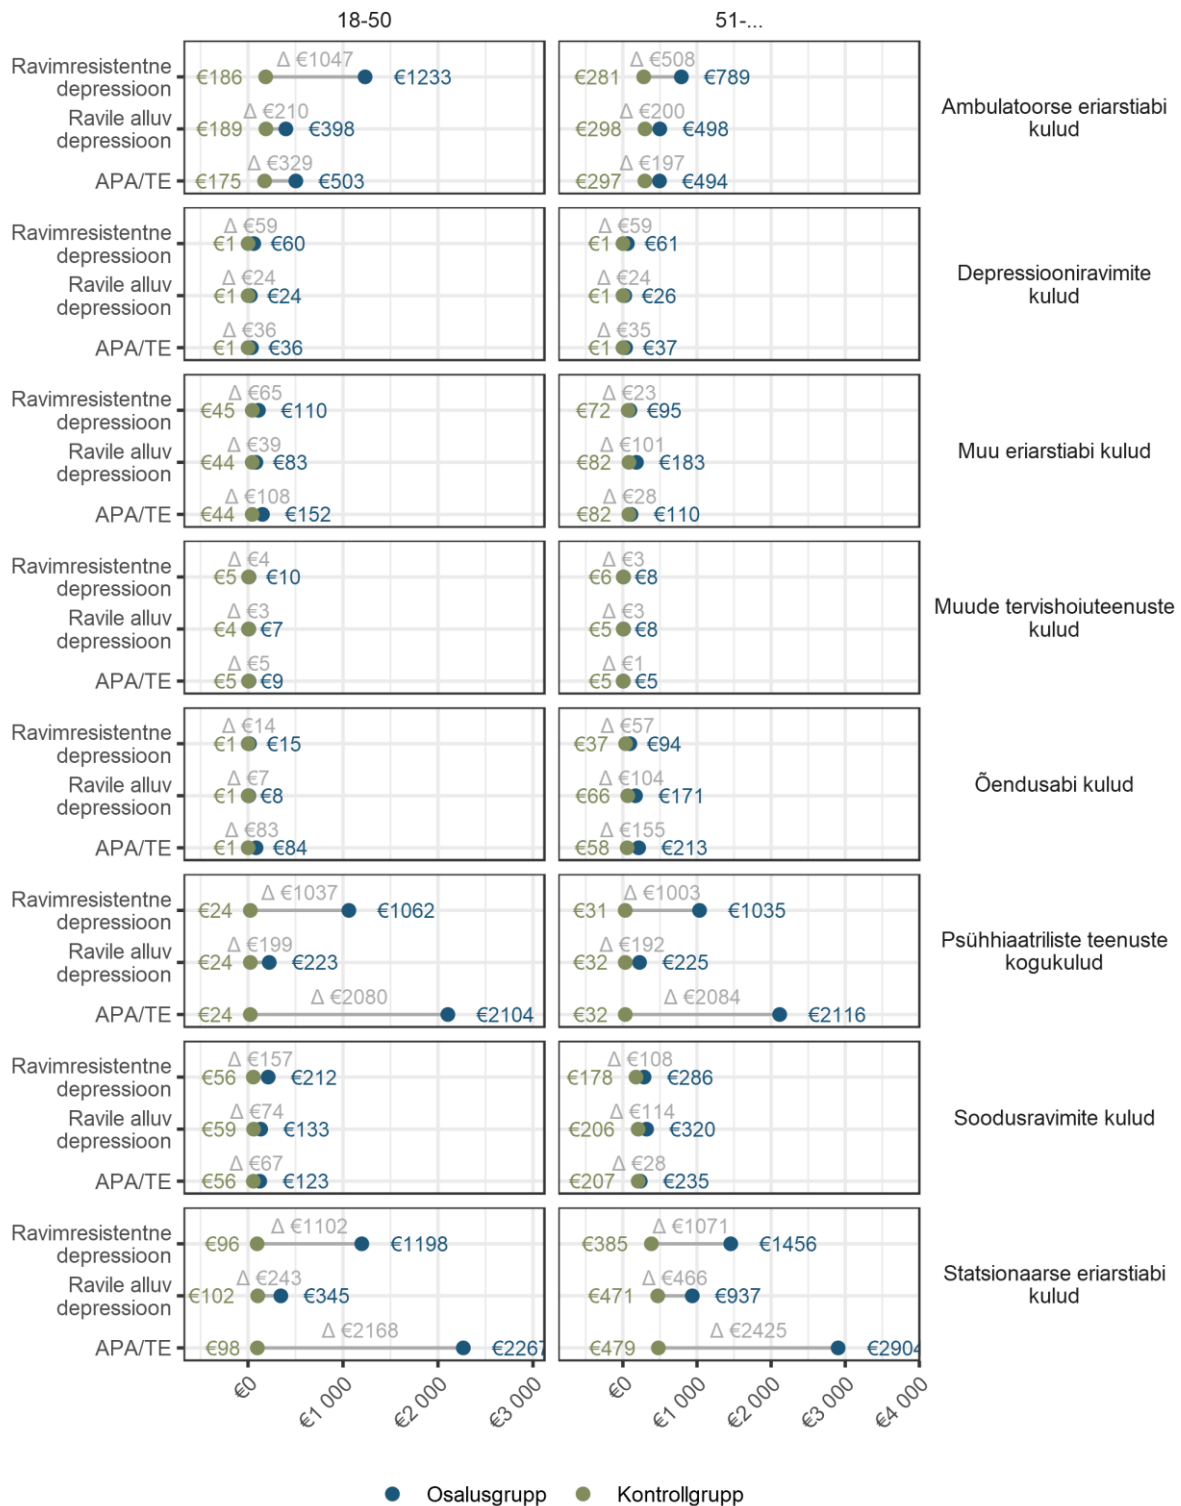 18-50 51-...
Δ €1047 Δ €508
Ravimresistentne
depressioon
€186 €1233 €281 €789
Δ €210 Δ €200
Ravile alluv
depressioon
€189 €398 €298 €498
Δ €329 Δ €197
APA/TE €175 €503 €297 €494
Ambulatoorse eriarstiabi
kulud
Δ €59 Δ €59
Ravimresistentne
depressioon
€1 €60 €1 €61
Δ €24 Δ €24
Ravile alluv
depressioon
€1 €24 €1 €26
Δ €36 Δ €35
APA/TE €1 €36 €1 €37
Depressiooniravimite
kulud
Δ €65 Δ €23
Ravimresistentne
depressioon
€45 €110 €72 €95
Δ €39 Δ €101
Ravile alluv
depressioon
€44 €83 €82 €183
Δ €108 Δ €28
APA/TE €44 €152 €82 €110
Muu eriarstiabi kulud
Δ €4 Δ €3
Ravimresistentne
depressioon
€5 €10 €6 €8
Δ €3 Δ €3
Ravile alluv
depressioon
€4 €7 €5 €8
Δ €5 Δ €1
APA/TE €5 €9 €5 €5
Muude tervishoiuteenuste
kulud
Δ €14 Δ €57
Ravimresistentne
depressioon
€1 €15 €37 €94
Δ €7 Δ €104
Ravile alluv
depressioon
€1 €8 €66 €171
Δ €83 Δ €155
APA/TE €1 €84 €58 €213
Õendusabi kulud
Δ €1037 Δ €1003
Ravimresistentne
depressioon
€24 €1062 €31 €1035
Δ €199 Δ €192
Ravile alluv
depressioon
€24 €223 €32 €225
Δ €2080 Δ €2084
APA/TE €24 €2104 €32 €2116
Psühhiaatriliste teenuste
kogukulud
Δ €157 Δ €108
Ravimresistentne
depressioon
€56 €212 €178 €286
Δ €74 Δ €114
Ravile alluv
depressioon
€59 €133 €206 €320
Δ €67 Δ €28
APA/TE €56 €123 €207 €235
Soodusravimite kulud
Δ €1102 Δ €1071
Ravimresistentne
depressioon
€96 €1198 €385 €1456
Δ €243 Δ €466
Ravile alluv
depressioon
€102 €345 €471 €937
Δ €2168 Δ €2425
APA/TE €98 €2267 €479 €2904
Statsionaarse eriarstiabi
kulud
€0 €1 000 €2 000 €3 000 €0 €1 000 €2 000 €3 000 €4 000
Osalusgrupp Kontrollgrupp